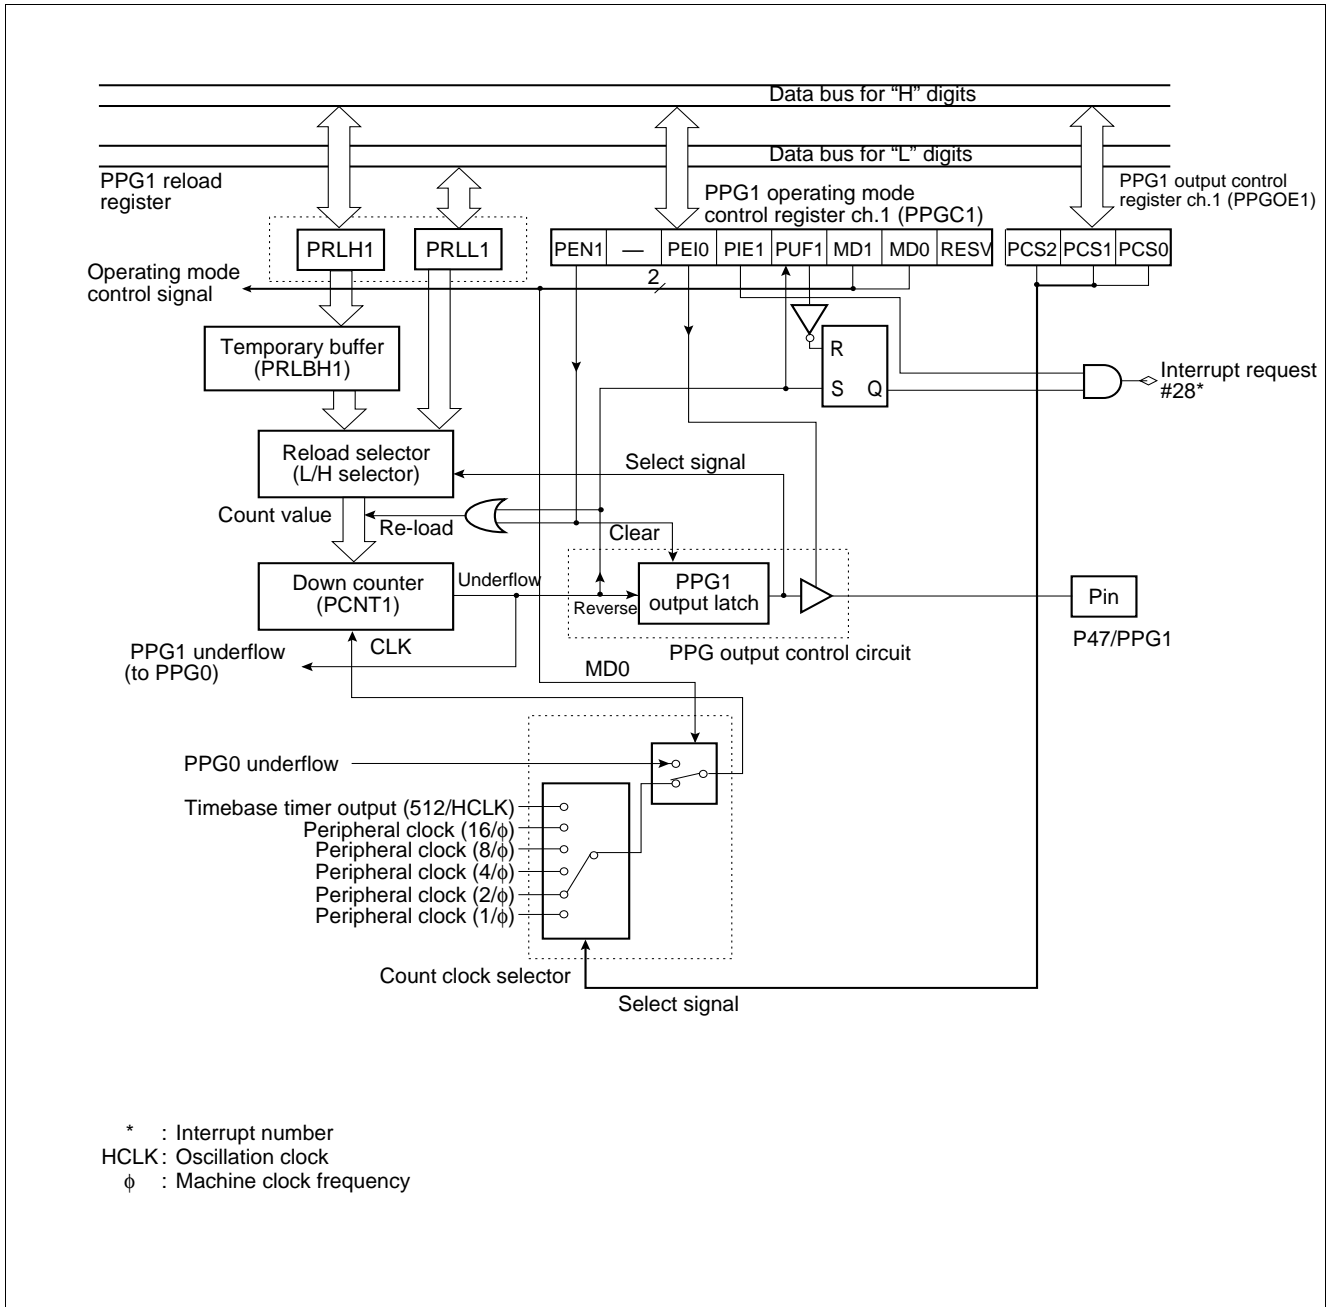 Data bus for “H” digits
Data bus for “L” digits
PPG1 reload
register
PPG1 operating mode
control register ch.1 (PPGC1)
PPG1 output control
register ch.1 (PPGOE1)
PRLH1
PRLL1
PEN1 — PEI0 PIE1 PUF1 MD1 MD0 RESV
PCS2 PCS1 PCS0
Operating mode
control signal
2
Temporary buffer
(PRLBH1)
R
S Q
Interrupt request
#28*
Reload selector
(L/H selector)
Select signal
Count value
Re-load
Clear
Down counter
(PCNT1)
Underflow
Reverse
PPG1
output latch
Pin
P47/PPG1
PPG output control circuit
CLK
PPG1 underflow
(to PPG0)
MD0
PPG0 underflow
Timebase timer output (512/HCLK)
Peripheral clock (16/ϕ)
Peripheral clock (8/ϕ)
Peripheral clock (4/ϕ)
Peripheral clock (2/ϕ)
Peripheral clock (1/ϕ)
Count clock selector
Select signal
* : Interrupt number
HCLK : Oscillation clock
ϕ : Machine clock frequency